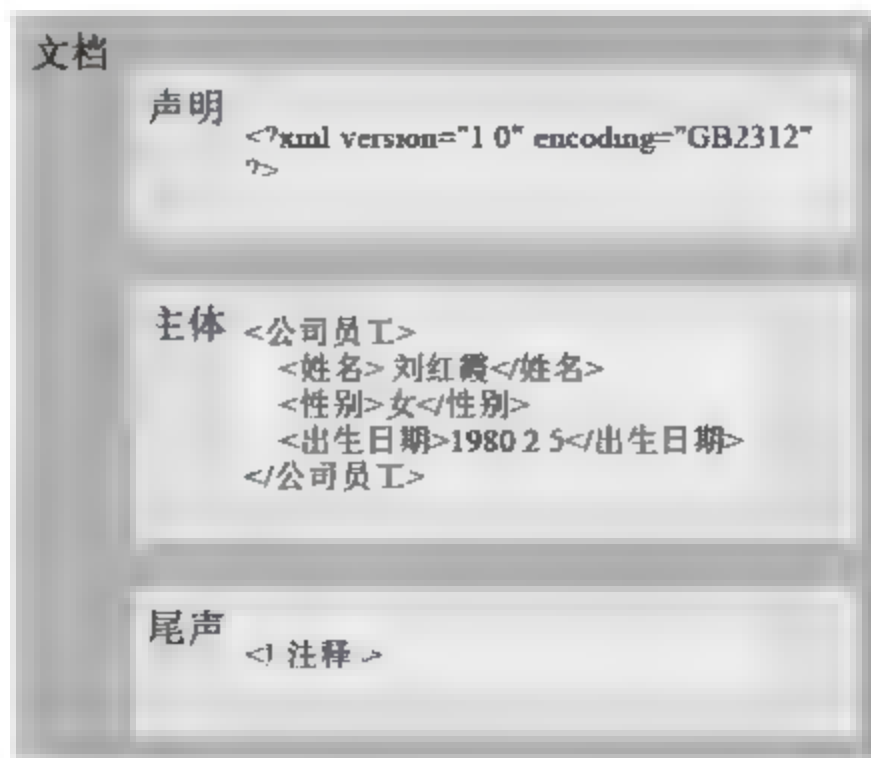 文档
声明
<?xml version="1 0" encoding="GB2312"
?>
主体
<公司员工>
<姓名> 刘红霞</姓名>
<性别>女</性别>
<出生日期>1980 2 5</出生日期>
</公司员工>
尾声
<! 注释 >